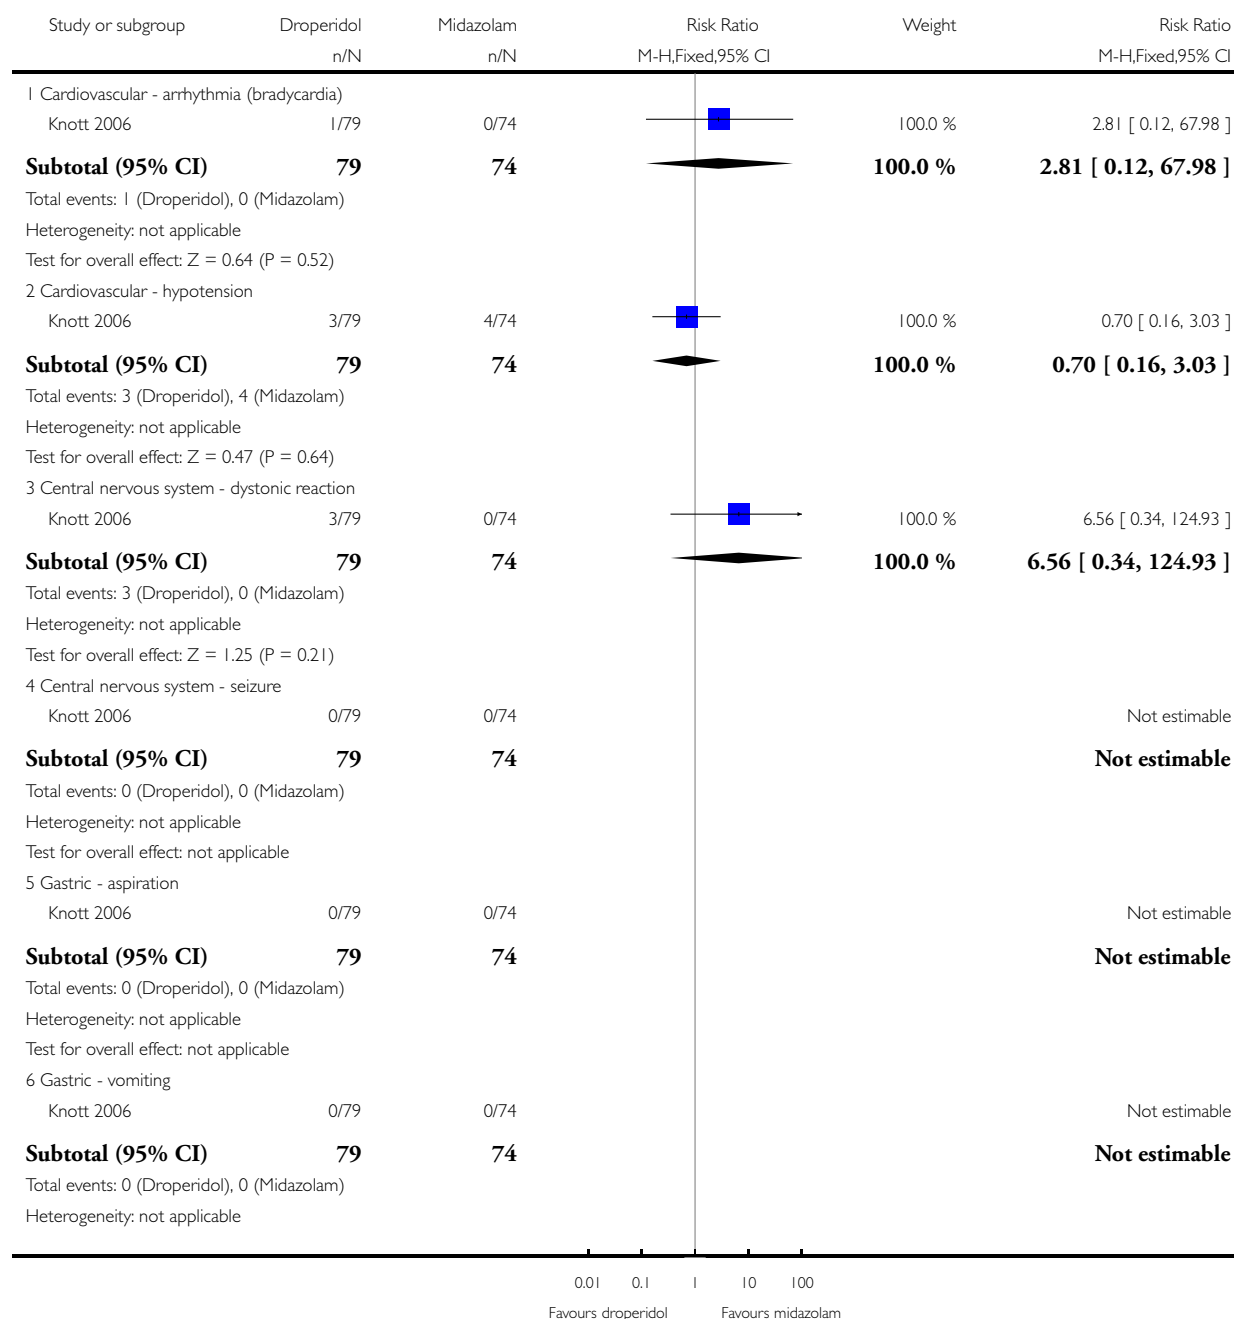 Study or subgroup Droperidol Midazolam Risk Ratio Weight Risk Ratio
n/N n/N M-H,Fixed,95% CI M-H,Fixed,95% CI
1 Cardiovascular - arrhythmia (bradycardia)
Knott 2006 1/79 0/74 100.0 % 2.81 [ 0.12, 67.98 ]
Subtotal (95% CI) 79 74 100.0 % 2.81 [ 0.12, 67.98 ]
Total events: 1 (Droperidol), 0 (Midazolam)
Heterogeneity: not applicable
Test for overall effect: Z = 0.64 (P = 0.52)
2 Cardiovascular - hypotension
Knott 2006 3/79 4/74 100.0 % 0.70 [ 0.16, 3.03 ]
Subtotal (95% CI) 79 74 100.0 % 0.70 [ 0.16, 3.03 ]
Total events: 3 (Droperidol), 4 (Midazolam)
Heterogeneity: not applicable
Test for overall effect: Z = 0.47 (P = 0.64)
3 Central nervous system - dystonic reaction
Knott 2006 3/79 0/74 100.0 % 6.56 [ 0.34, 124.93 ]
Subtotal (95% CI) 79 74 100.0 % 6.56 [ 0.34, 124.93 ]
Total events: 3 (Droperidol), 0 (Midazolam)
Heterogeneity: not applicable
Test for overall effect: Z = 1.25 (P = 0.21)
4 Central nervous system - seizure
Knott 2006 0/79 0/74 Not estimable
Subtotal (95% CI) 79 74 Not estimable
Total events: 0 (Droperidol), 0 (Midazolam)
Heterogeneity: not applicable
Test for overall effect: not applicable
5 Gastric - aspiration
Knott 2006 0/79 0/74 Not estimable
Subtotal (95% CI) 79 74 Not estimable
Total events: 0 (Droperidol), 0 (Midazolam)
Heterogeneity: not applicable
Test for overall effect: not applicable
6 Gastric - vomiting
Knott 2006 0/79 0/74 Not estimable
Subtotal (95% CI) 79 74 Not estimable
Total events: 0 (Droperidol), 0 (Midazolam)
Heterogeneity: not applicable
0.01 0.1 1 10 100
Favours droperidol Favours midazolam